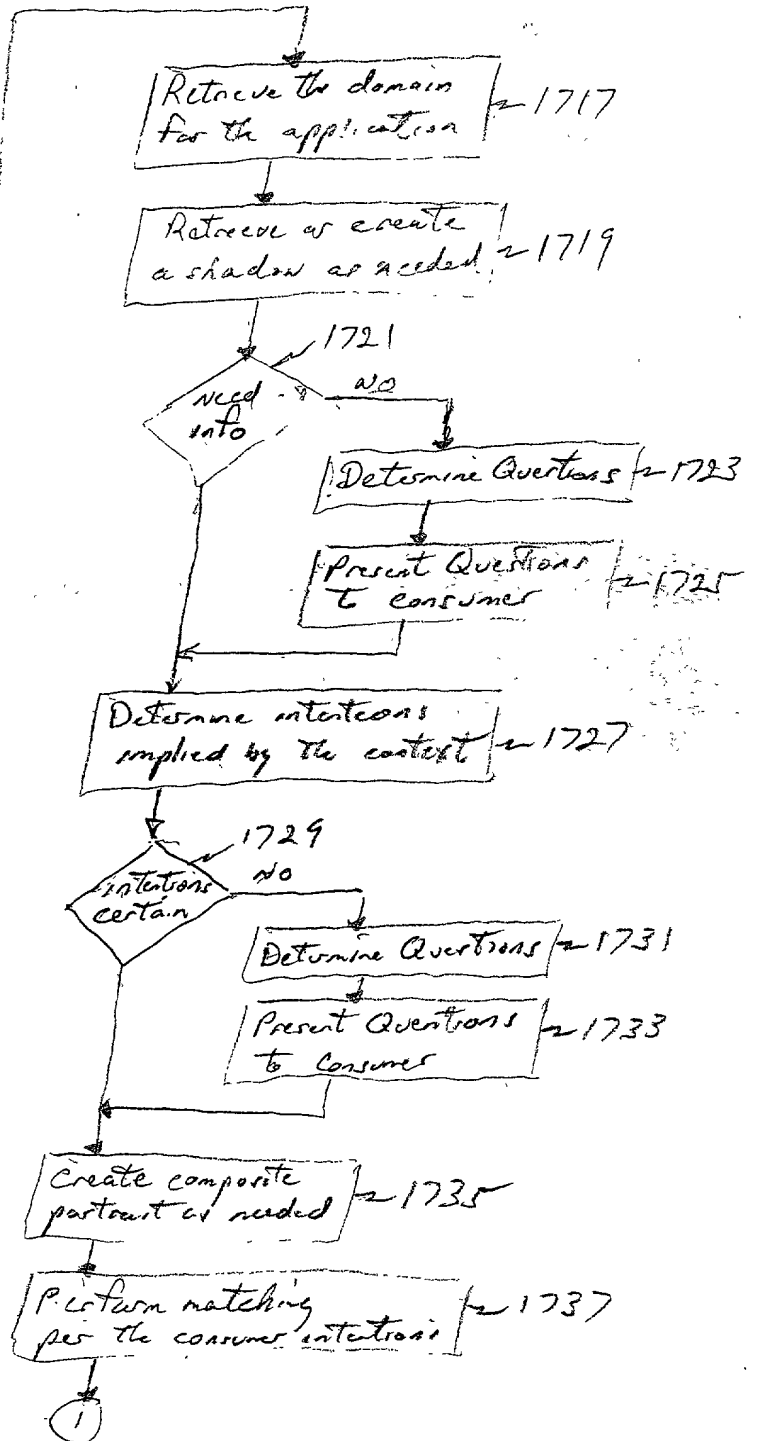 Retrieve the domain
for the application
1717
Retrieve or create
a shadow as needed
1719
1721
Need
info
NO
Determine Questions
1723
Present Questions
to consumer
1725
Determine intentions
implied by the context
1727
1729
intentions
certain
NO
Determine Questions
1731
Present Questions
to Consumer
1733
Create composite
portrait as needed
1735
Perform matching
per the consumer intentions
1737
1